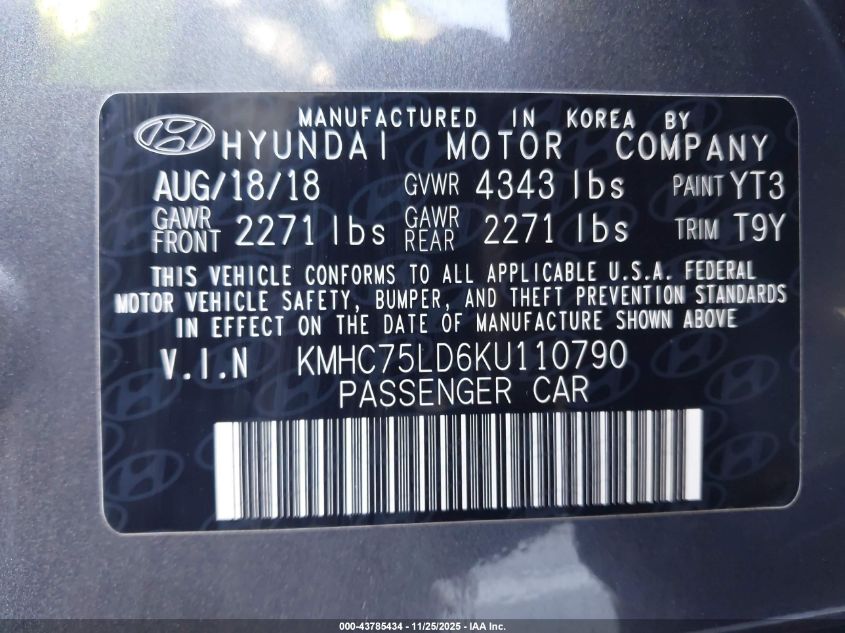 MANUFACTURED IN KOREA BY
HYUNDAI MOTOR COMPANY
AUG/18/18 GVWR 4343 lbs PAINT YT3
GAWR FRONT 2271 lbs GAWR REAR 2271 lbs TRIM T9Y
THIS VEHICLE CONFORMS TO ALL APPLICABLE U.S.A. FEDERAL
MOTOR VEHICLE SAFETY, BUMPER, AND THEFT PREVENTION STANDARDS
IN EFFECT ON THE DATE OF MANUFACTURE SHOWN ABOVE
V.I.N KMHC75LD6KU110790
PASSENGER CAR
000-43785434 - 11/25/2025 - IAA Inc.